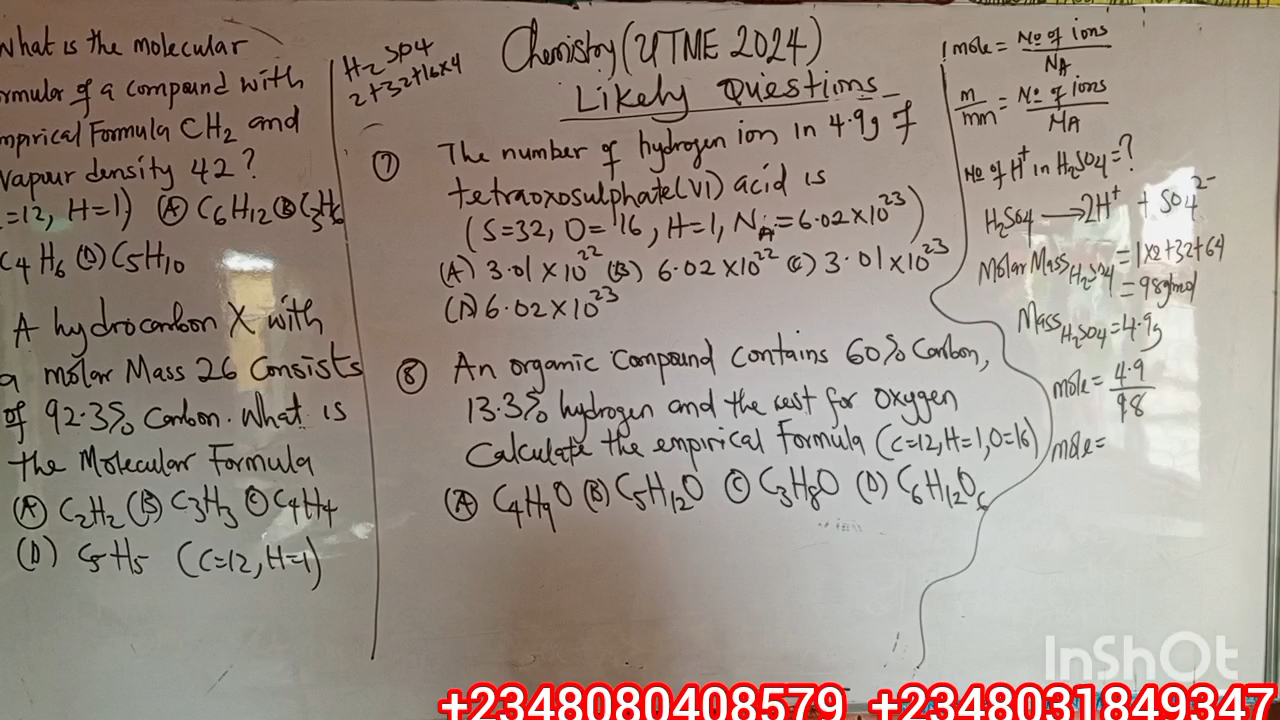 What is the molecular
rmular of a compound with
mpirical Formula CH2 and
vapour density 42?
=12, H=1) (A) C6H12 (B) C3H6
C4H6 (D) C5H10
A hydrocarbon X with
a molar Mass 26 Consists
of 92.3% Carbon. What is
the Molecular Formula
(A) C2H2 (B) C3H3 (C) C4H4
(D) C5H5 (C=12, H=1)
H2SO4
2+32+16x4
Chemistry (UTME 2024)
Likely Questions
(7) The number of hydrogen ion in 4.9g of
tetraoxosulphate(VI) acid is
(S=32, O=16, H=1, NA=6.02x10^23)
(A) 3.01x10^22 (B) 6.02x10^22 (C) 3.01x10^23
(D) 6.02x10^23
(8) An organic Compound contains 60% Carbon,
13.3% hydrogen and the rest for oxygen
Calculate the empirical Formula (C=12, H=1, O=16)
(A) C4H9O (B) C5H12O (C) C3H8O (D) C6H12O6
1 mole = No of ions / NA
m/mm = No of ions / MA
No of H+ in H2SO4=?
H2SO4 → 2H+ + SO4 2-
Molar Mass H2SO4 = 1x2+32+64
= 98g/mol
Mass H2SO4 = 4.9g
mole = 4.9/98
mole =
InShOt
+2348080408579 +2348031849347